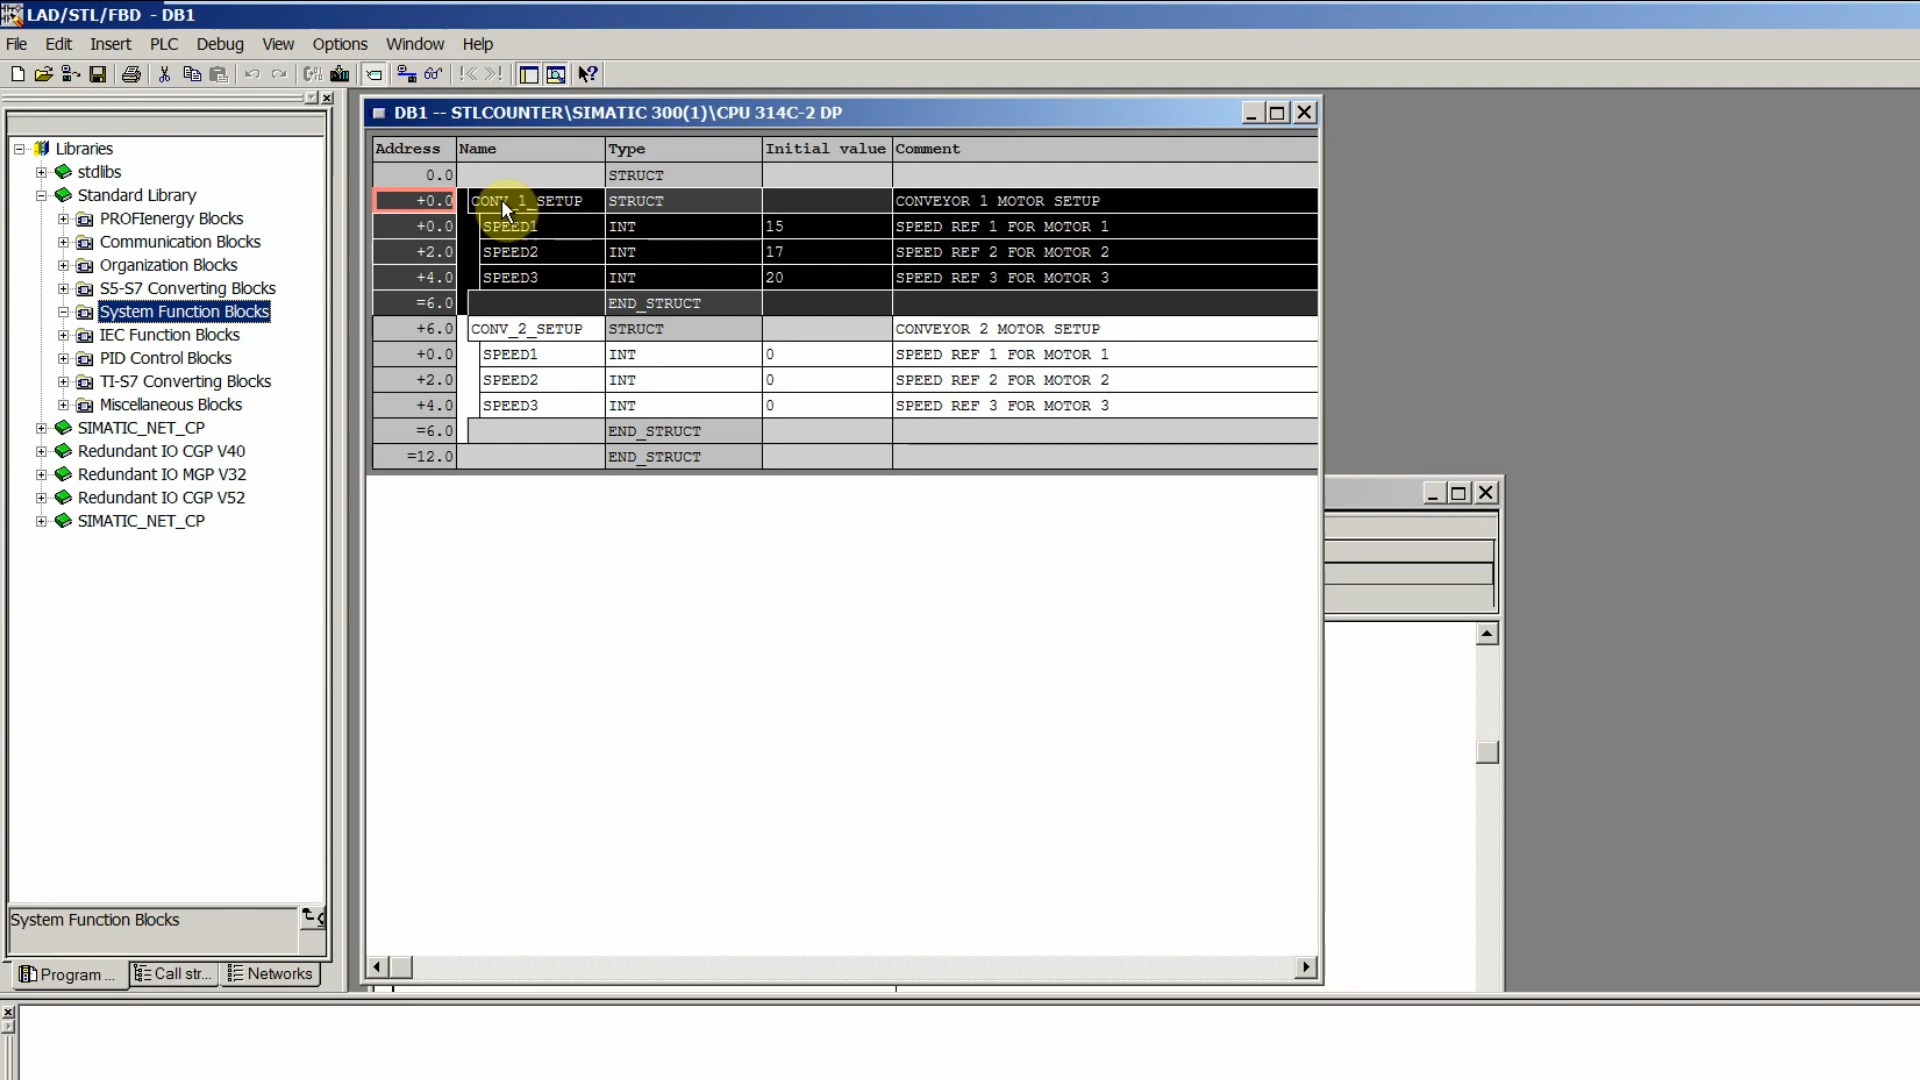 LAD/STL/FBD - DB1
File Edit Insert PLC Debug View Options Window Help
DB1 -- STLCOUNTER\SIMATIC 300(1)\CPU 314C-2 DP
Libraries
stdlibs
Standard Library
PROFIenergy Blocks
Communication Blocks
Organization Blocks
S5-S7 Converting Blocks
System Function Blocks
IEC Function Blocks
PID Control Blocks
TI-S7 Converting Blocks
Miscellaneous Blocks
SIMATIC_NET_CP
Redundant IO CGP V40
Redundant IO MGP V32
Redundant IO CGP V52
SIMATIC_NET_CP
System Function Blocks
Program ... Call str... Networks
Address Name Type Initial value Comment
0.0 STRUCT
+0.0 CONV_1_SETUP STRUCT CONVEYOR 1 MOTOR SETUP
+0.0 SPEED1 INT 15 SPEED REF 1 FOR MOTOR 1
+2.0 SPEED2 INT 17 SPEED REF 2 FOR MOTOR 2
+4.0 SPEED3 INT 20 SPEED REF 3 FOR MOTOR 3
=6.0 END_STRUCT
+6.0 CONV_2_SETUP STRUCT CONVEYOR 2 MOTOR SETUP
+0.0 SPEED1 INT 0 SPEED REF 1 FOR MOTOR 1
+2.0 SPEED2 INT 0 SPEED REF 2 FOR MOTOR 2
+4.0 SPEED3 INT 0 SPEED REF 3 FOR MOTOR 3
=6.0 END_STRUCT
=12.0 END_STRUCT